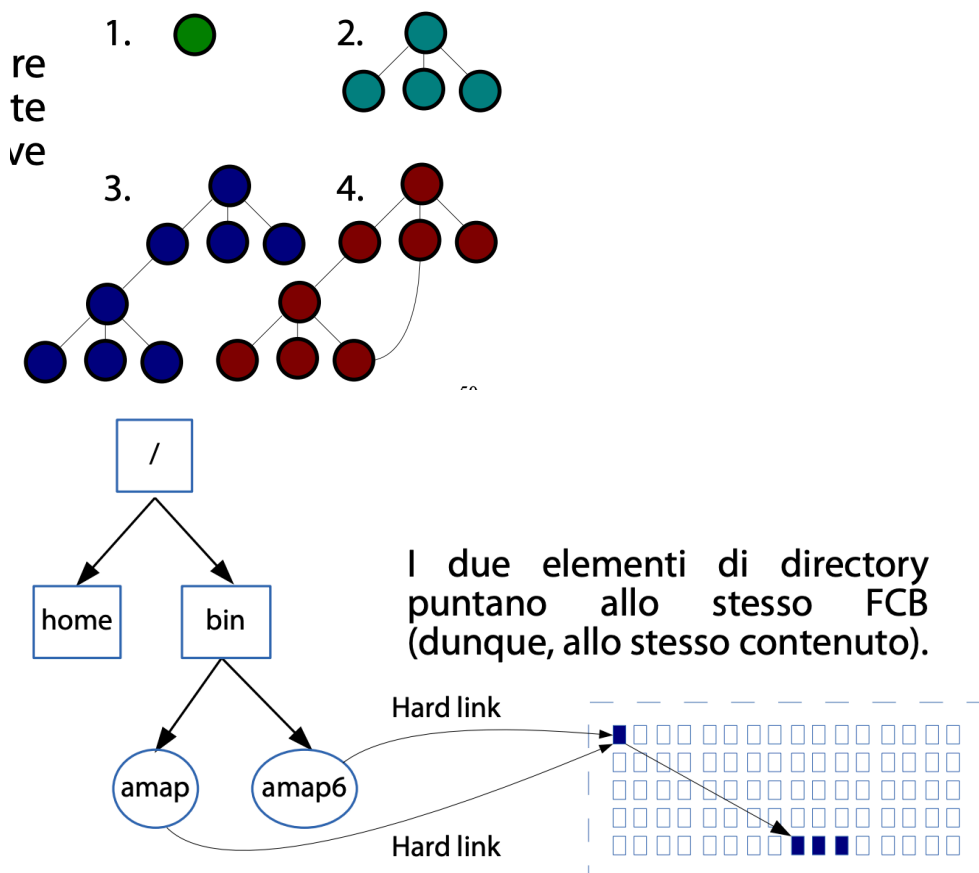 1.
2.
re
te
ve
3.
4.
/
home
bin
I due elementi di directory
puntano allo stesso FCB
(dunque, allo stesso contenuto).
Hard link
amap
amap6
Hard link